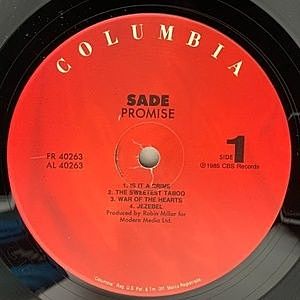 COLUMBIA
SADE
PROMISE
FR 40263
AL 40263
SIDE 1
℗ 1985 CBS Records
1. IS IT A CRIME
2. THE SWEETEST TABOO
3. WAR OF THE HEARTS
4. JEZEBEL
Produced by Robin Millar for
Modern Media Ltd.